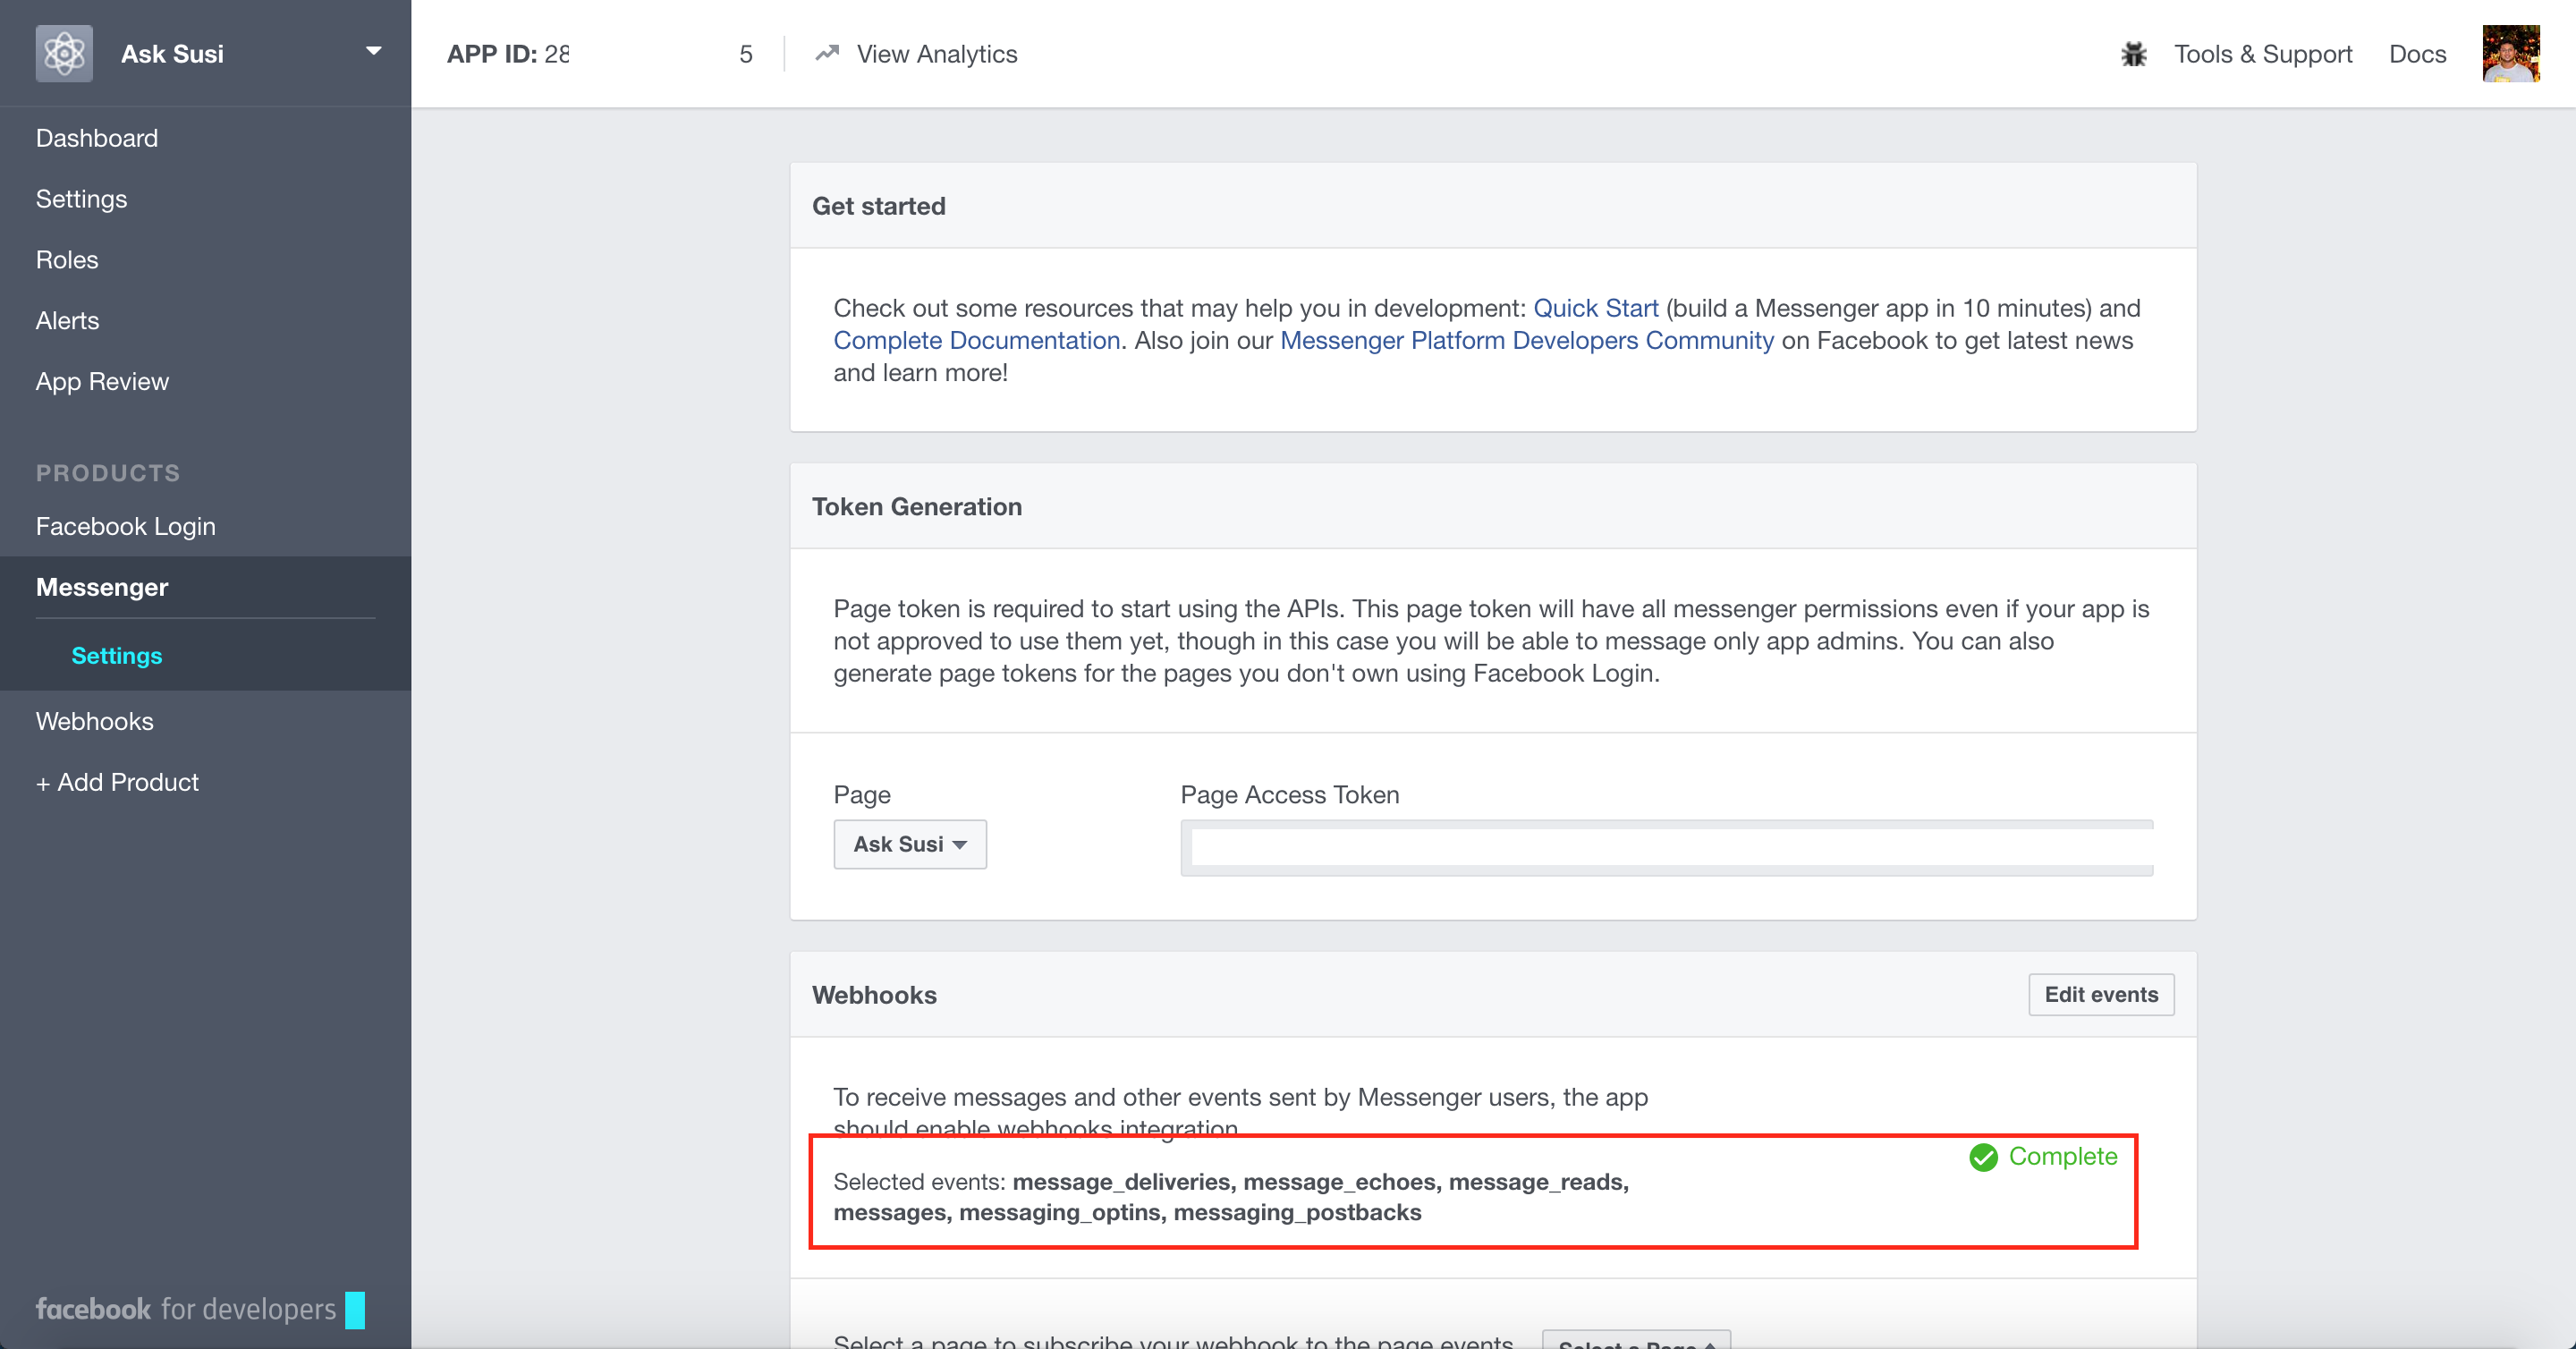 Ask Susi
APP ID: 28 5
View Analytics
Tools & Support
Docs
Dashboard
Settings
Roles
Alerts
App Review
PRODUCTS
Facebook Login
Messenger
Settings
Webhooks
+ Add Product
facebook for developers
Get started
Check out some resources that may help you in development: Quick Start (build a Messenger app in 10 minutes) and
Complete Documentation. Also join our Messenger Platform Developers Community on Facebook to get latest news
and learn more!
Token Generation
Page token is required to start using the APIs. This page token will have all messenger permissions even if your app is
not approved to use them yet, though in this case you will be able to message only app admins. You can also
generate page tokens for the pages you don't own using Facebook Login.
Page
Page Access Token
Ask Susi
Webhooks
Edit events
To receive messages and other events sent by Messenger users, the app
should enable webhooks integration.
Complete
Selected events: message_deliveries, message_echoes, message_reads,
messages, messaging_optins, messaging_postbacks
Select a page to subscribe your webhook to the page events
Select a Page